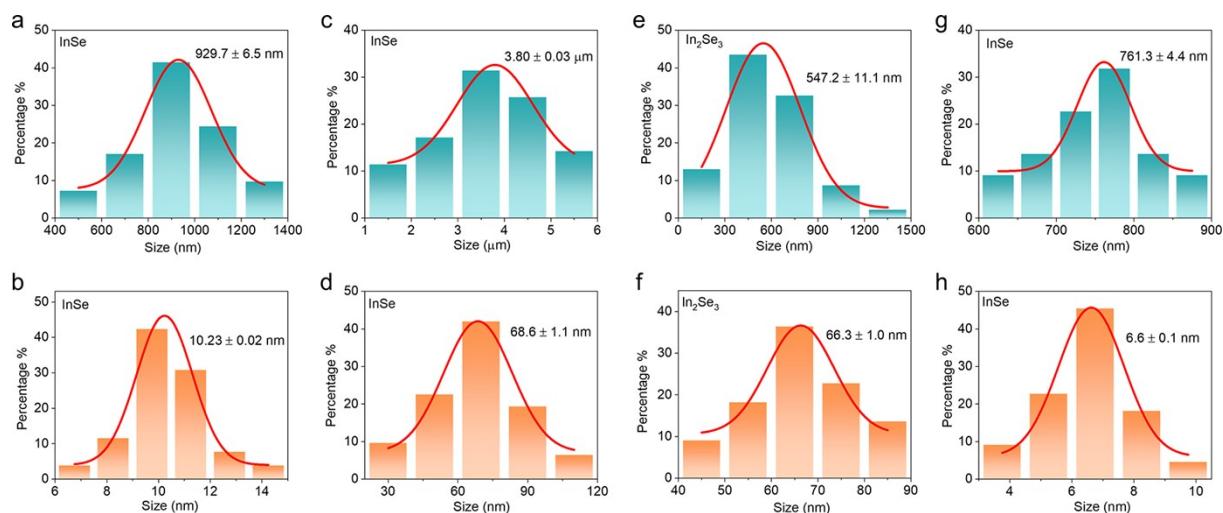 a
InSe
929.7 ± 6.5 nm
Percentage %
50
40
30
20
10
0
400 600 800 1000 1200 1400
Size (nm)
c
InSe
3.80 ± 0.03 μm
Percentage %
40
30
20
10
0
1 2 3 4 5 6
Size (μm)
e
In₂Se₃
547.2 ± 11.1 nm
Percentage %
50
40
30
20
10
0
0 300 600 900 1200 1500
Size (nm)
g
InSe
761.3 ± 4.4 nm
Percentage %
40
30
20
10
0
600 700 800 900
Size (nm)
b
InSe
10.23 ± 0.02 nm
Percentage %
50
40
30
20
10
0
6 8 10 12 14
Size (nm)
d
InSe
68.6 ± 1.1 nm
Percentage %
50
40
30
20
10
0
30 60 90 120
Size (nm)
f
In₂Se₃
66.3 ± 1.0 nm
Percentage %
40
30
20
10
0
40 50 60 70 80 90
Size (nm)
h
InSe
6.6 ± 0.1 nm
Percentage %
50
40
30
20
10
0
4 6 8 10
Size (nm)